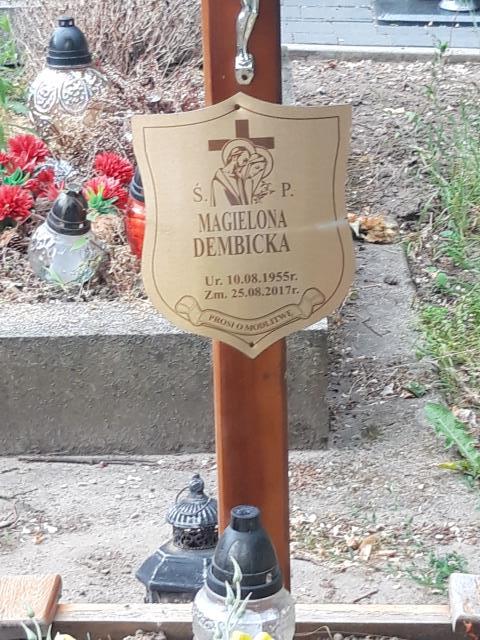 Ś. P.
MAGIELONA
DEMBICKA
Ur. 10.08.1955r.
Zm. 25.08.2017r.
PROSI O MODLITWĘ